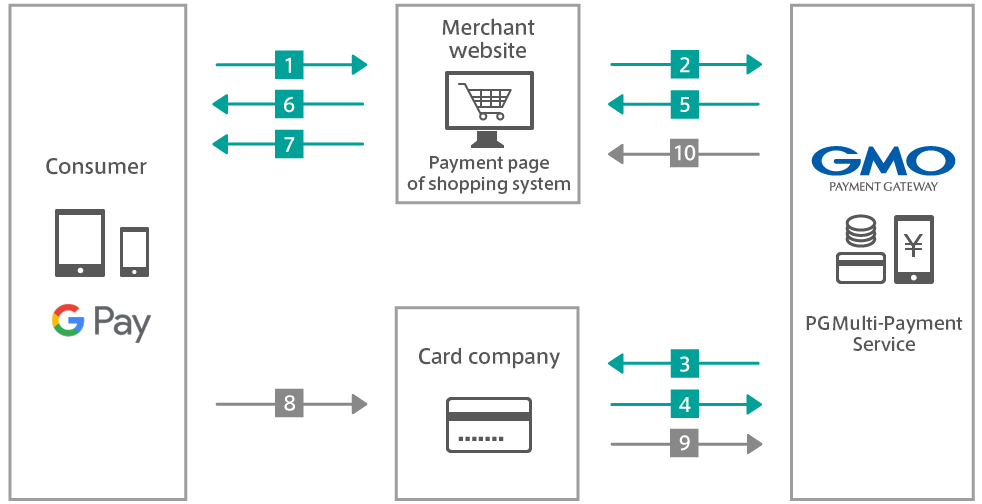 Consumer
G Pay
1
6
7
8
Merchant
website
Payment page
of shopping system
Card company
2
5
10
3
4
9
GMO
PAYMENT GATEWAY
¥
PG Multi-Payment
Service